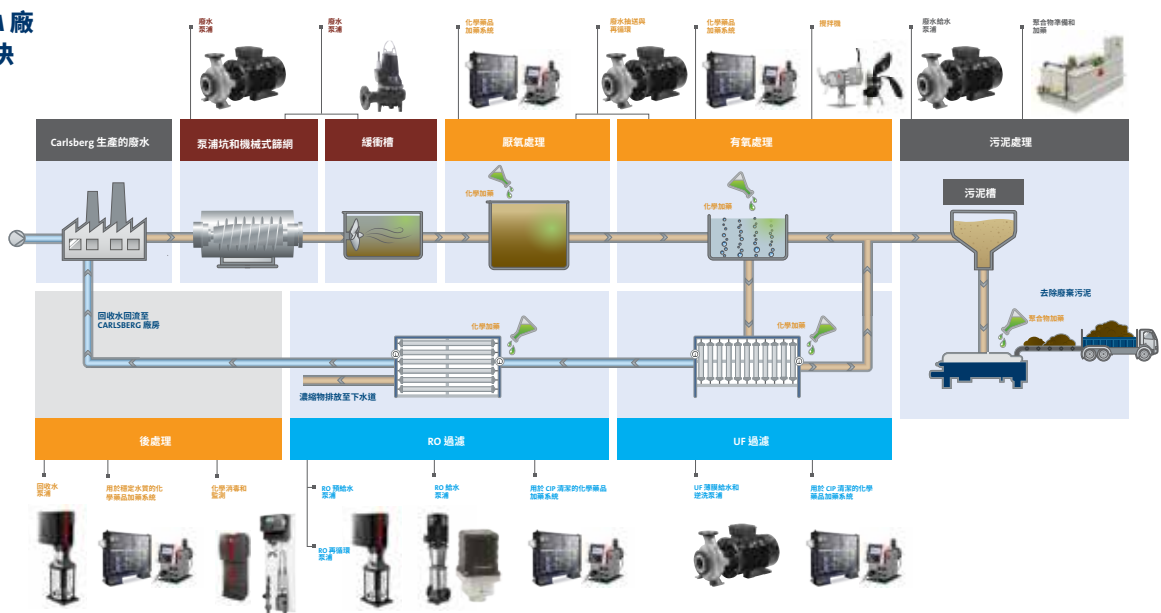 廠
廢水
泵浦
廢水
泵浦
化學藥品
加藥系統
廢水抽送與
再循環
化學藥品
加藥系統
攪拌機
廢水給水
泵浦
聚合物準備和
加藥
Carlsberg 生產的廢水
泵浦坑和機械式篩網
緩衝槽
厭氧處理
有氧處理
污泥處理
化學加藥
化學加藥
污泥槽
去除廢棄污泥
聚合物加藥
回收水回流至
CARLSBERG 廠房
化學加藥
化學加藥
濃縮物排放至下水道
後處理
RO 過濾
UF 過濾
回收水
泵浦
用於穩定水質的化
學藥品加藥系統
化學消毒和
監測
RO 預給水
泵浦
RO 再循環
泵浦
RO 給水
泵浦
用於 CIP 清潔的化學藥品
加藥系統
UF 薄膜給水和
逆洗泵浦
用於 CIP 清潔的化學
藥品加藥系統